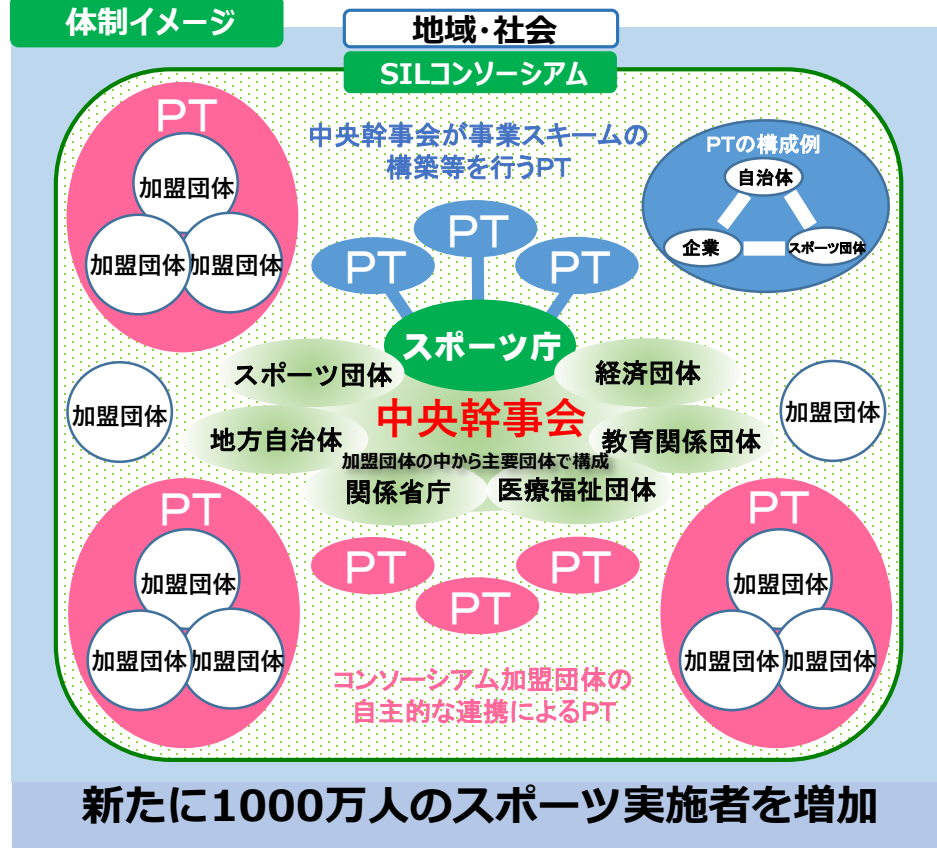 体制イメージ
地域・社会
SILコンソーシアム
PT
加盟団体
加盟団体
加盟団体
中央幹事会が事業スキームの
構築等を行うPT
PT
PT
PT
PTの構成例
自治体
企業
スポーツ団体
スポーツ庁
スポーツ団体
経済団体
加盟団体
中央幹事会
加盟団体
地方自治体
教育関係団体
加盟団体の中から主要団体で構成
関係省庁
医療福祉団体
PT
加盟団体
加盟団体
加盟団体
PT
PT
PT
コンソーシアム加盟団体の
自主的な連携によるPT
PT
加盟団体
加盟団体
加盟団体
新たに1000万人のスポーツ実施者を増加